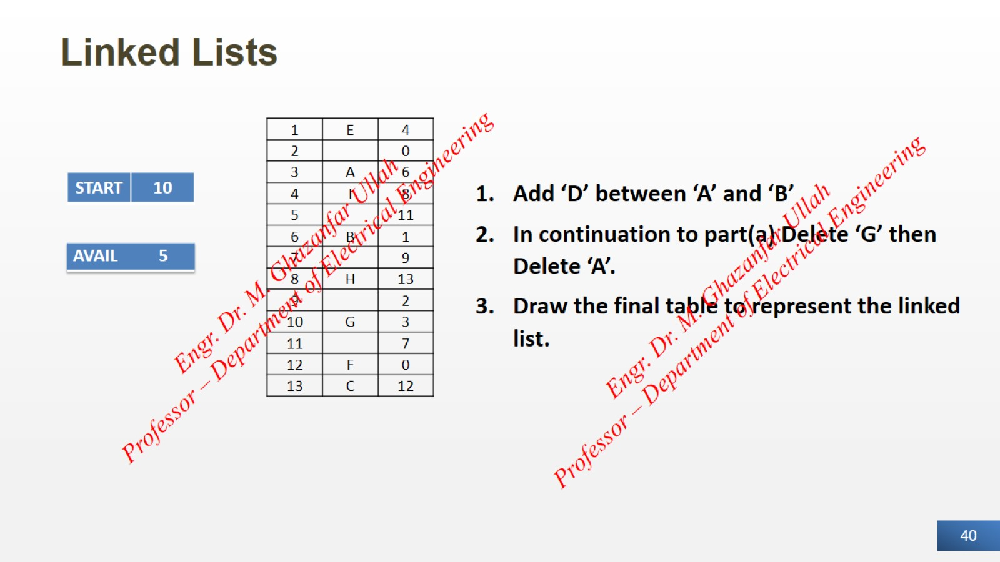 Linked Lists
START 10
AVAIL 5
1 E 4
2 0
3 A 6
4 I 8
5 11
6 B 1
7 9
8 H 13
9 2
10 G 3
11 7
12 F 0
13 C 12
1. Add ‘D’ between ‘A’ and ‘B’
2. In continuation to part(a) Delete ‘G’ then
Delete ‘A’.
3. Draw the final table to represent the linked
list.
Engr. Dr. M. Ghazanfar Ullah
Professor – Department of Electrical Engineering
Engr. Dr. M. Ghazanfar Ullah
Professor – Department of Electrical Engineering
40